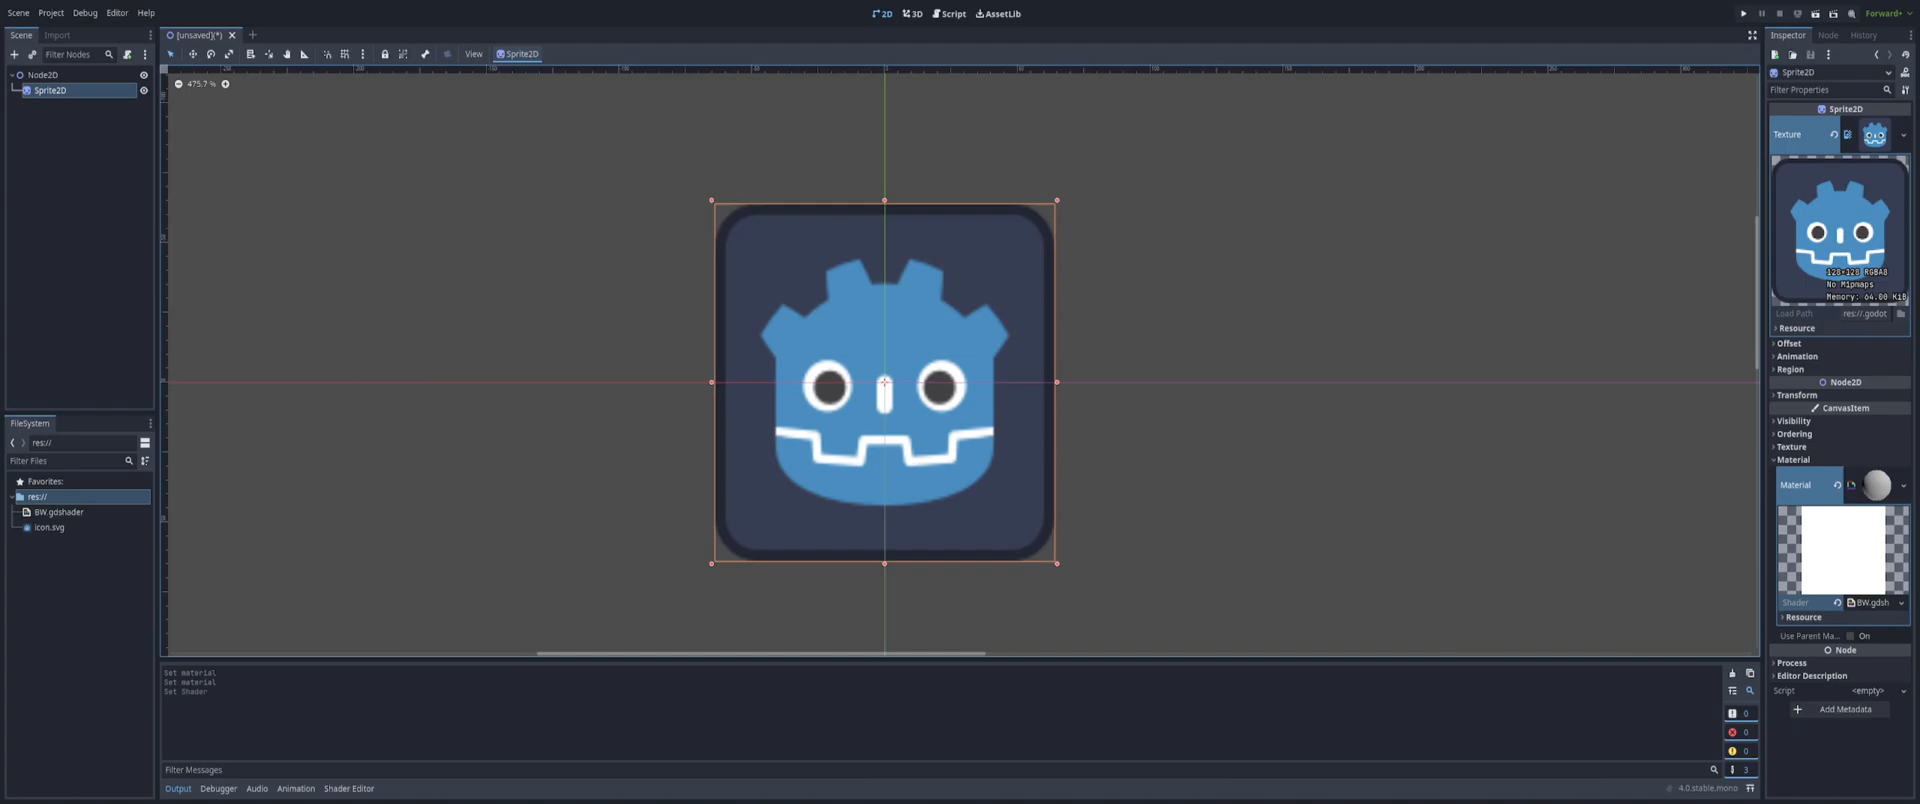 Scene Project Debug Editor Help
2D 3D Script AssetLib
Forward+
Scene Import
Filter Nodes
Node2D
Sprite2D
[unsaved](*)
View Sprite2D
475.7 %
FileSystem
res://
Filter Files
Favorites:
res://
BW.gdshader
icon.svg
Set material
Set material
Set Shader
Filter Messages
Output Debugger Audio Animation Shader Editor
4.0.stable.mono
0
0
0
3
Inspector Node History
Sprite2D
Filter Properties
Sprite2D
Texture
128×128 RGBA8
No Mipmaps
Memory: 64.00 KiB
Load Path res://.godot
Resource
Offset
Animation
Region
Node2D
Transform
CanvasItem
Visibility
Ordering
Texture
Material
Material
Shader BW.gdsh
Resource
Use Parent Ma... On
Node
Process
Editor Description
Script <empty>
Add Metadata